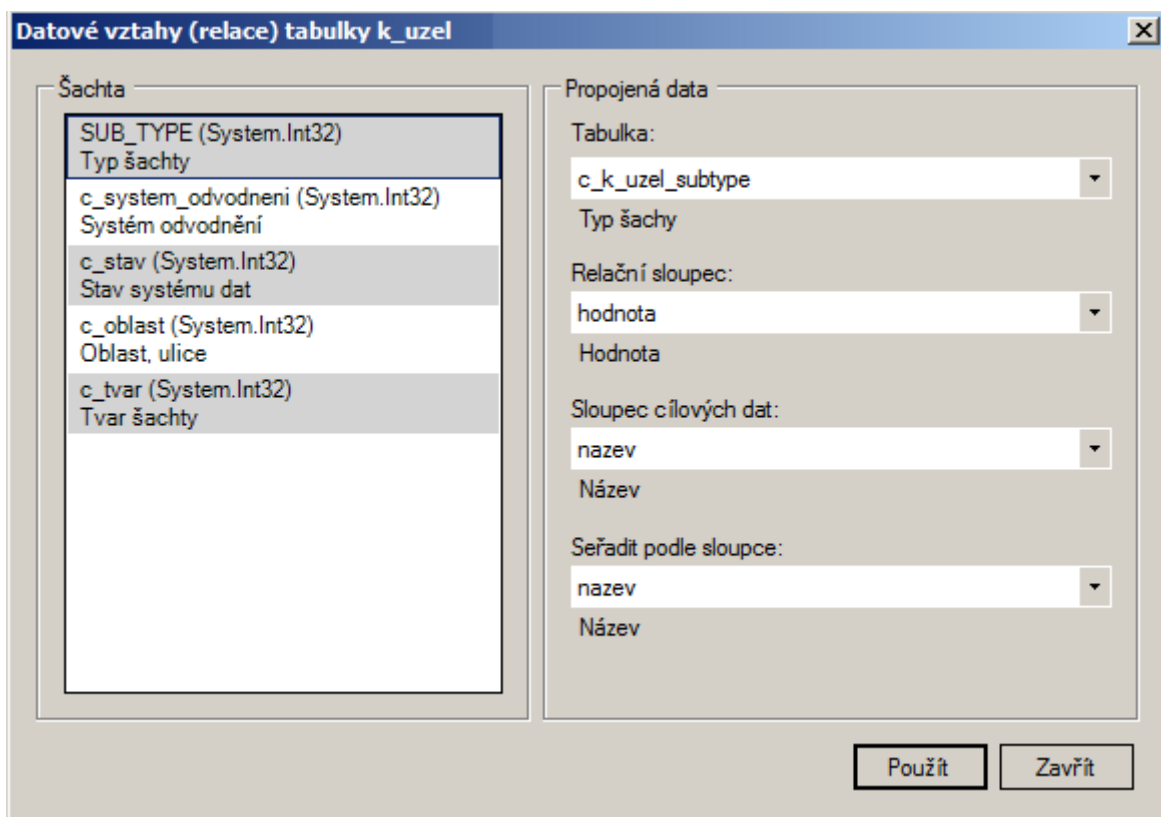 Datové vztahy (relace) tabulky k_uzel
Šachta
SUB_TYPE (System.Int32)
Typ šachty
c_system_odvodneni (System.Int32)
Systém odvodnění
c_stav (System.Int32)
Stav systému dat
c_oblast (System.Int32)
Oblast, ulice
c_tvar (System.Int32)
Tvar šachty
Propojená data
Tabulka:
c_k_uzel_subtype
Typ šachy
Relační sloupec:
hodnota
Hodnota
Sloupec cílových dat:
nazev
Název
Seřadit podle sloupce:
nazev
Název
Použít
Zavřít